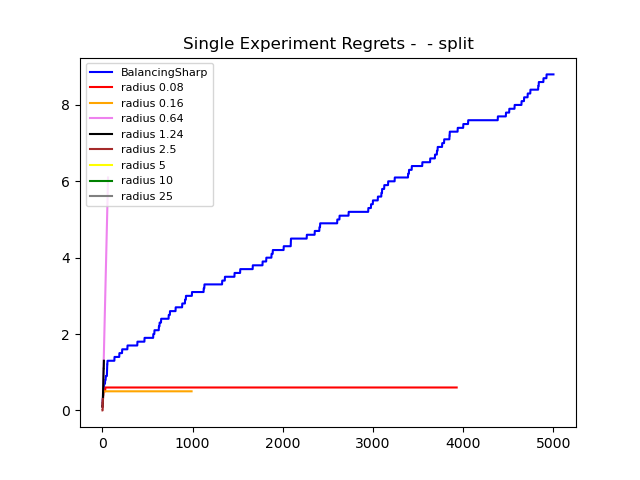 Single Experiment Regrets -  - split
BalancingSharp
radius 0.08
radius 0.16
radius 0.64
radius 1.24
radius 2.5
radius 5
radius 10
radius 25
8
6
4
2
0
0 1000 2000 3000 4000 5000